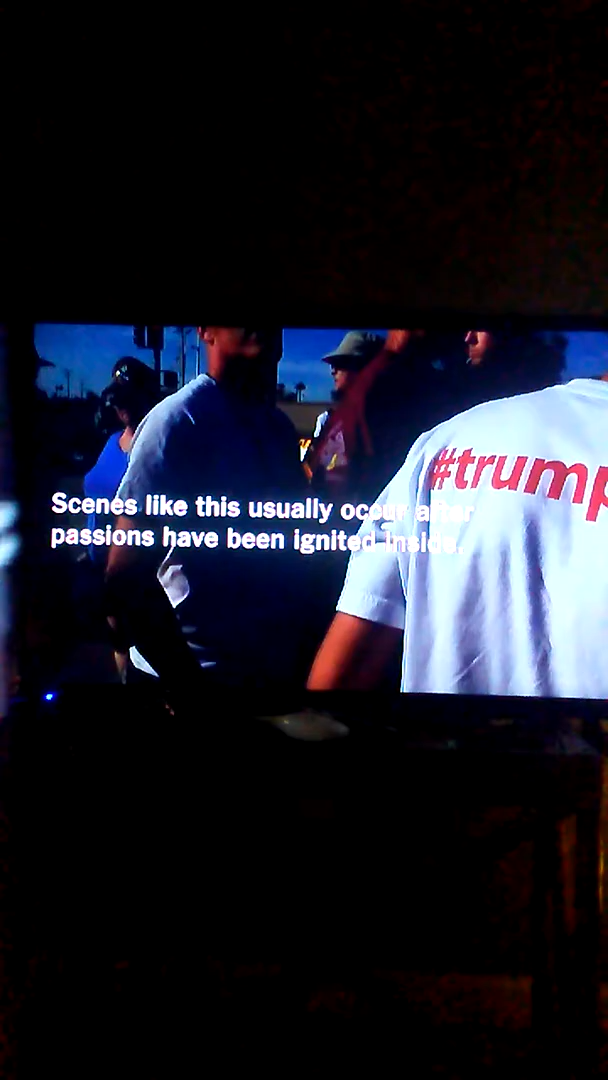 #trump
Scenes like this usually occur after
passions have been ignited inside.